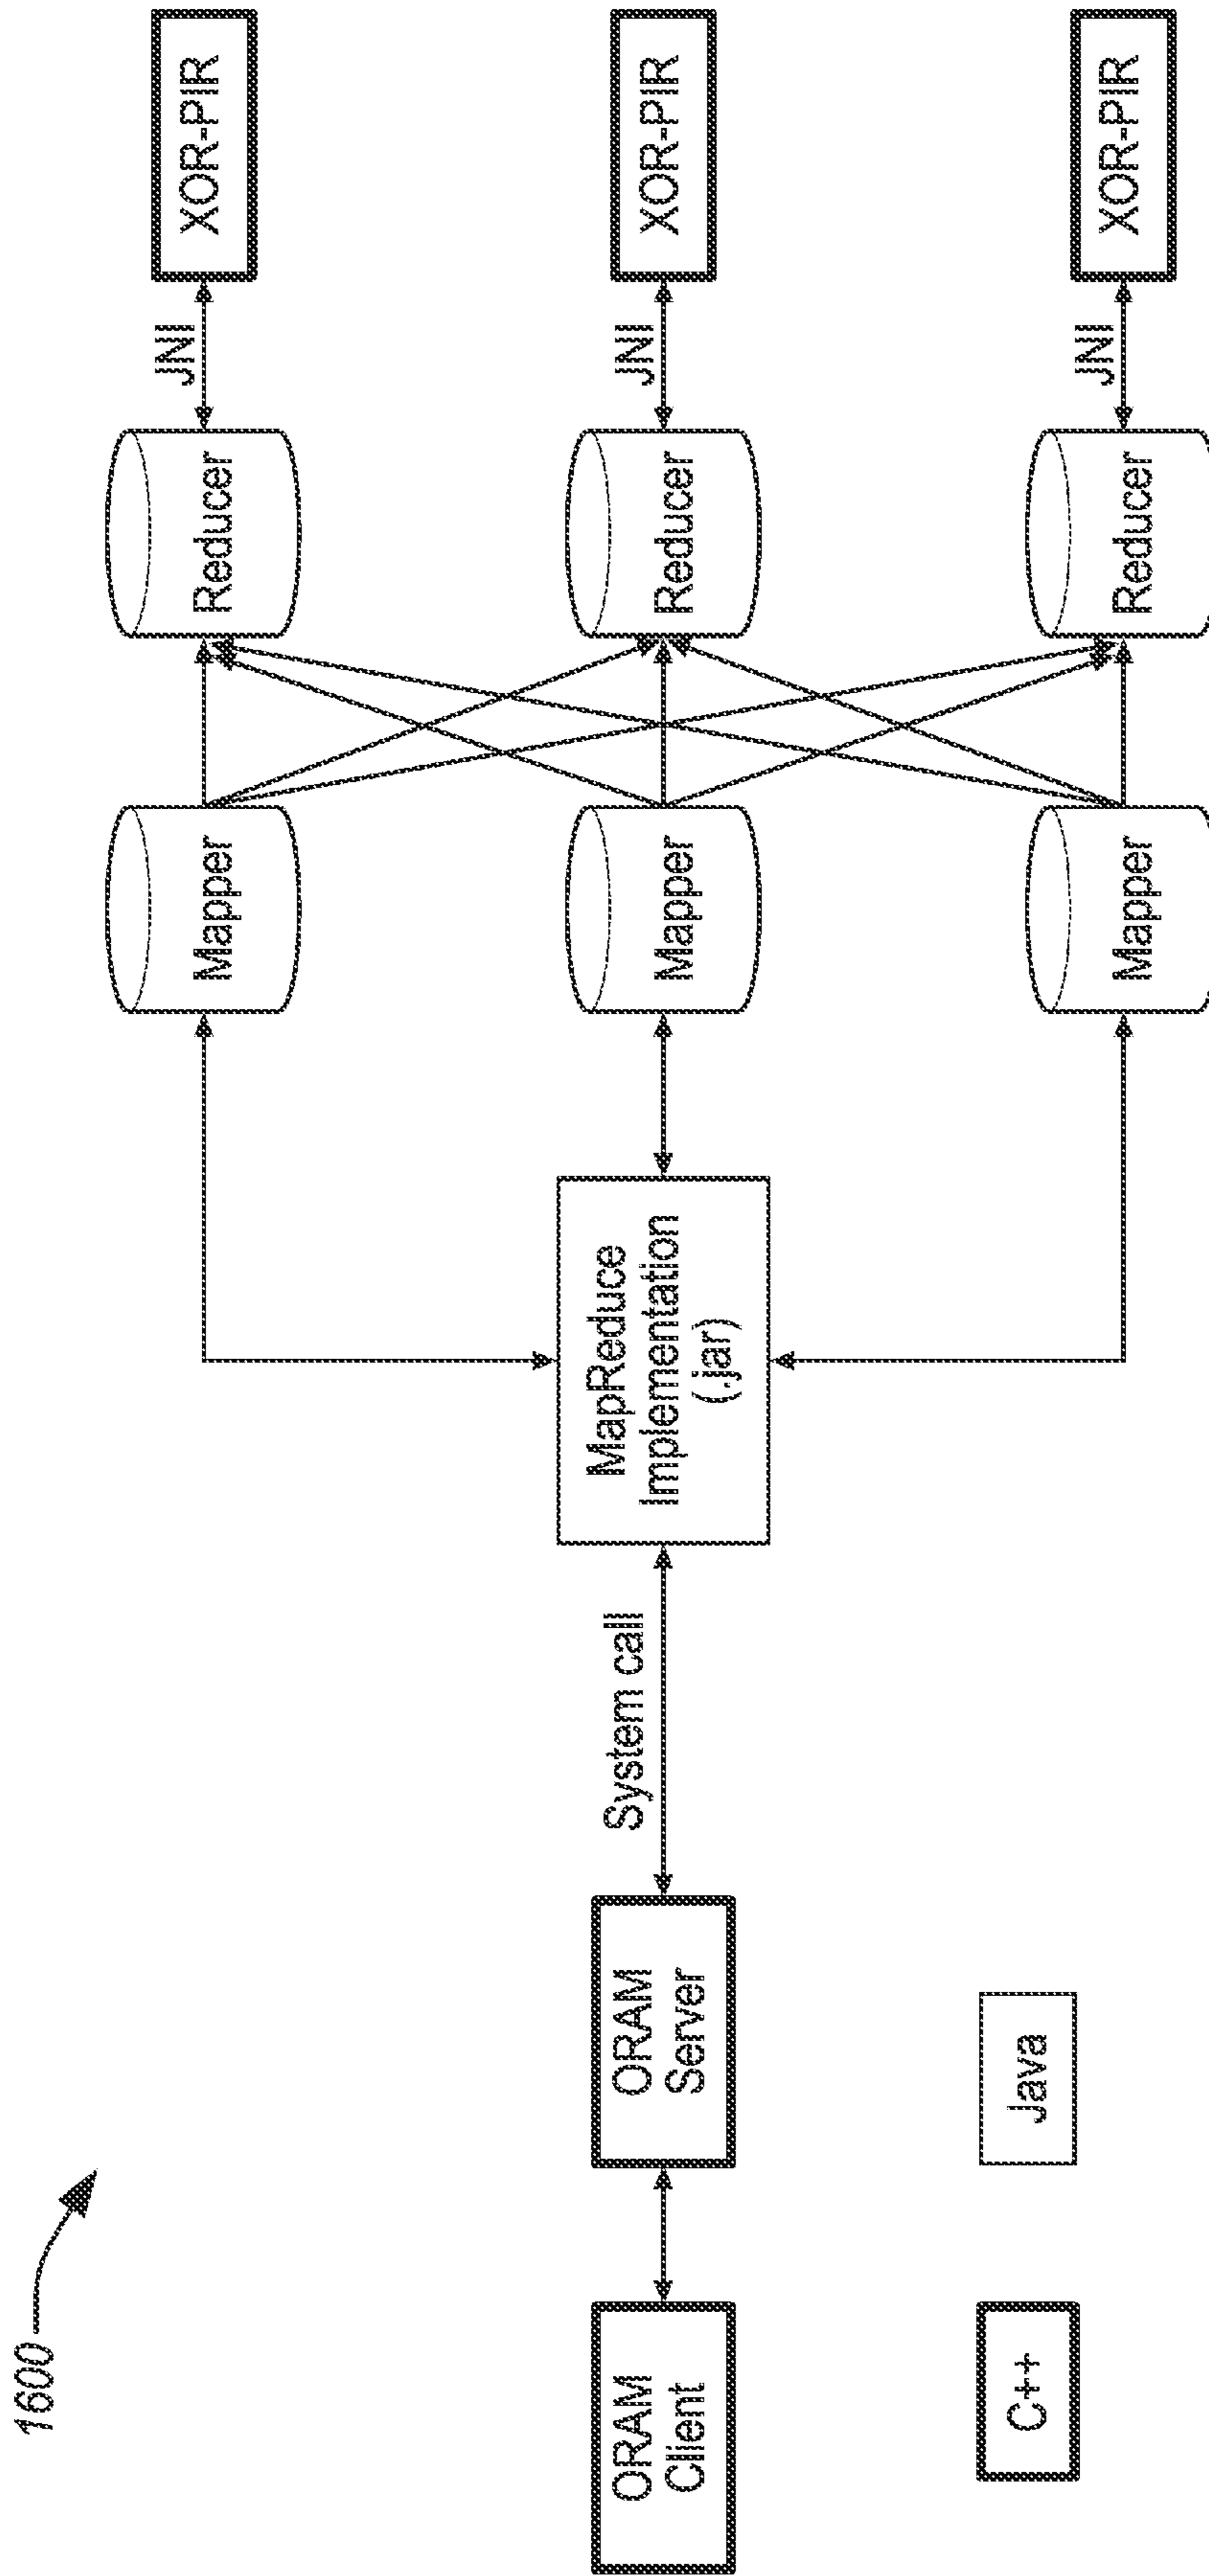 1600
ORAM
Client
ORAM
Server
System call
MapReduce
Implementation
(.jar)
Mapper
Mapper
Mapper
Reducer
Reducer
Reducer
JNI
JNI
JNI
XOR-PIR
XOR-PIR
XOR-PIR
C++
Java